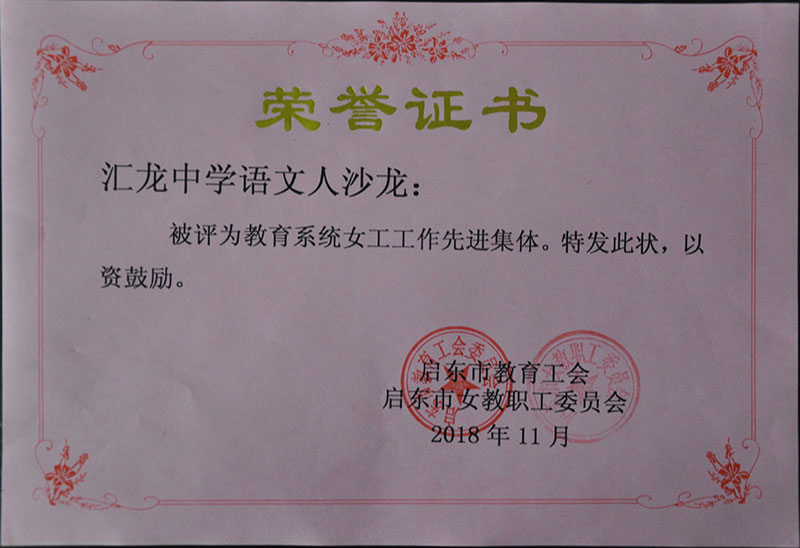 荣誉证书
汇龙中学语文人沙龙：
被评为教育系统女工工作先进集体。特发此状，以
资鼓励。
启东市教育工会
启东市女教职工委员会
2018年11月